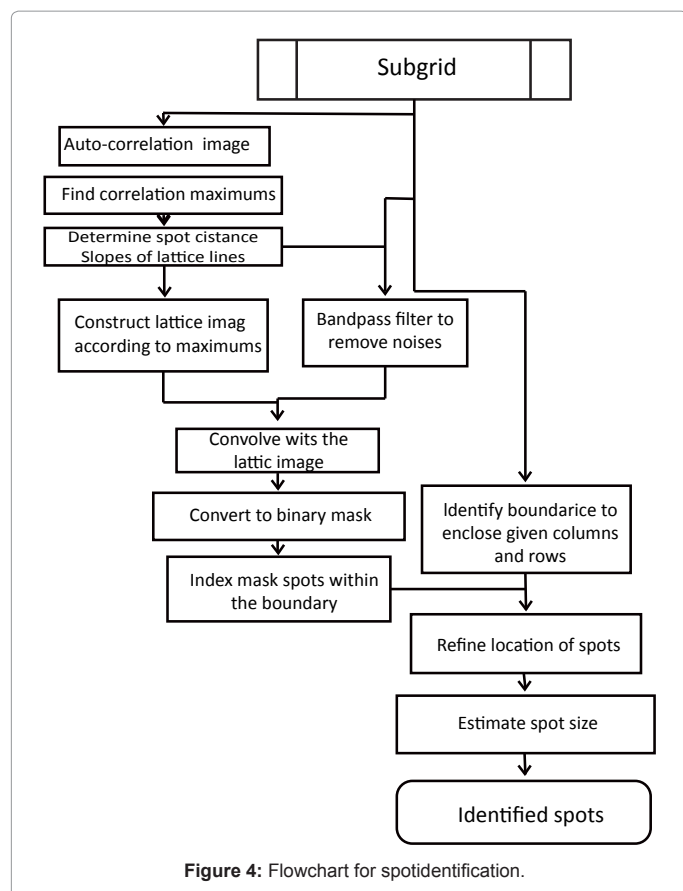 Subgrid
Auto-correlation image
Find correlation maximums
Determine spot cistance
Slopes of lattice lines
Construct lattice imag
according to maximums
Bandpass filter to
remove noises
Convolve wits the
lattic image
Convert to binary mask
Identify boundarice to
enclose given columns
and rows
Index mask spots within
the boundary
Refine location of spots
Estimate spot size
Identified spots
Figure 4: Flowchart for spotidentification.